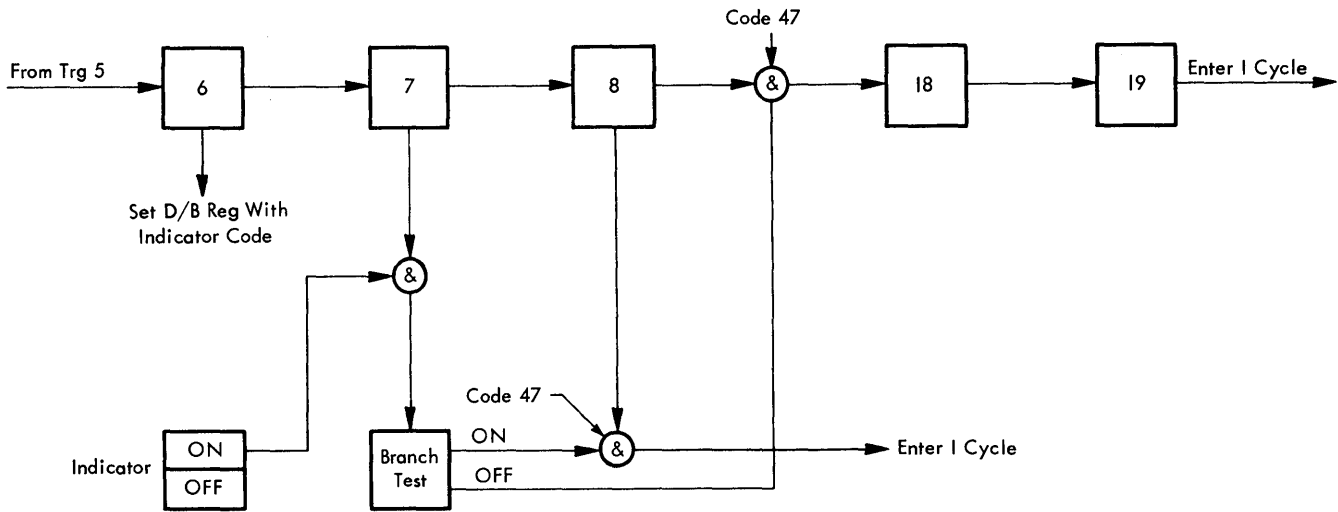 Code 47
From Trg 5
6
7
8
&
18
19
Enter I Cycle
Set D/B Reg With
Indicator Code
&
Code 47
Indicator
ON
OFF
Branch
Test
ON
OFF
&
Enter I Cycle